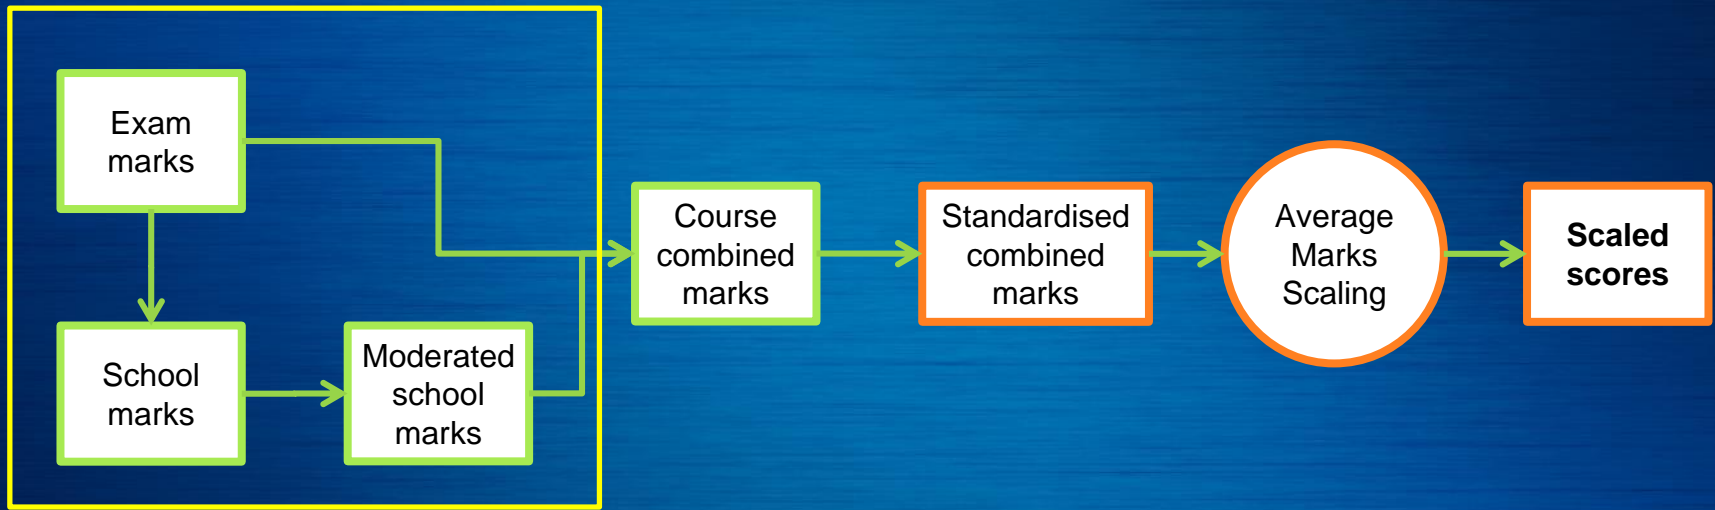 Exam
marks
School
marks
Moderated
school
marks
Course
combined
marks
Standardised
combined
marks
Average
Marks
Scaling
Scaled
scores